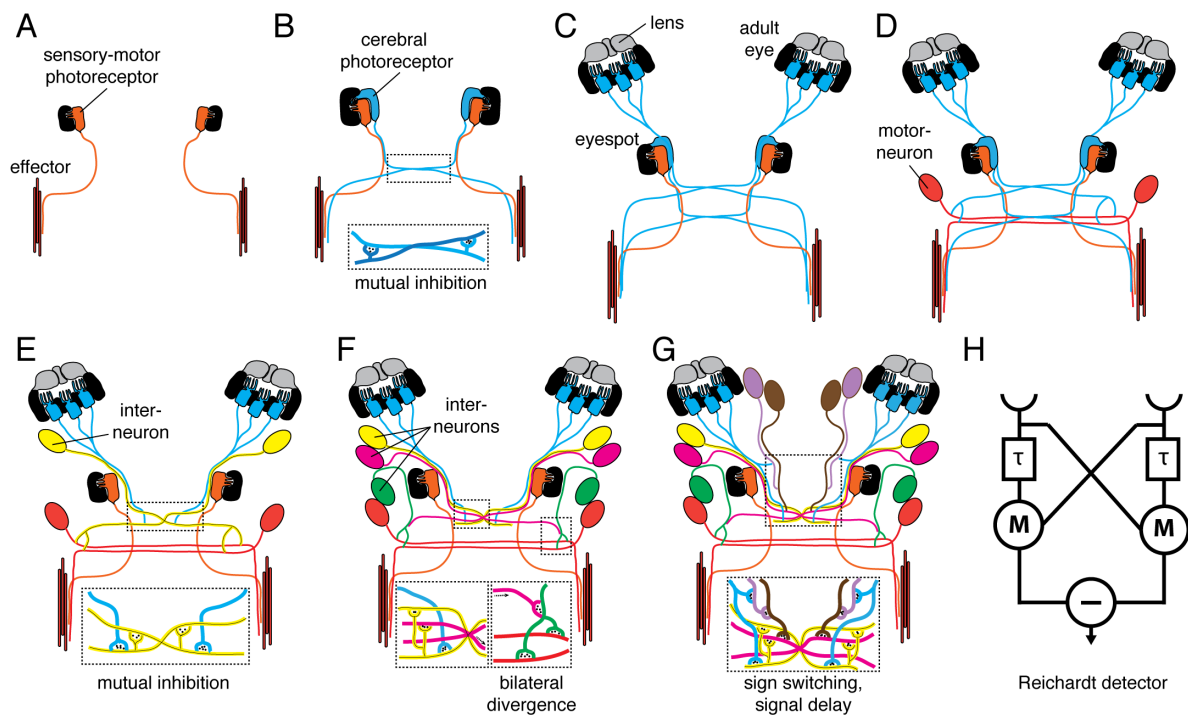 A
sensory-motor
photoreceptor
effector
B
cerebral
photoreceptor
mutual inhibition
C
lens
adult
eye
eyespot
D
motor-
neuron
E
inter-
neuron
mutual inhibition
F
inter-
neurons
bilateral
divergence
G
sign switching,
signal delay
H
τ
τ
M
M
−
Reichardt detector